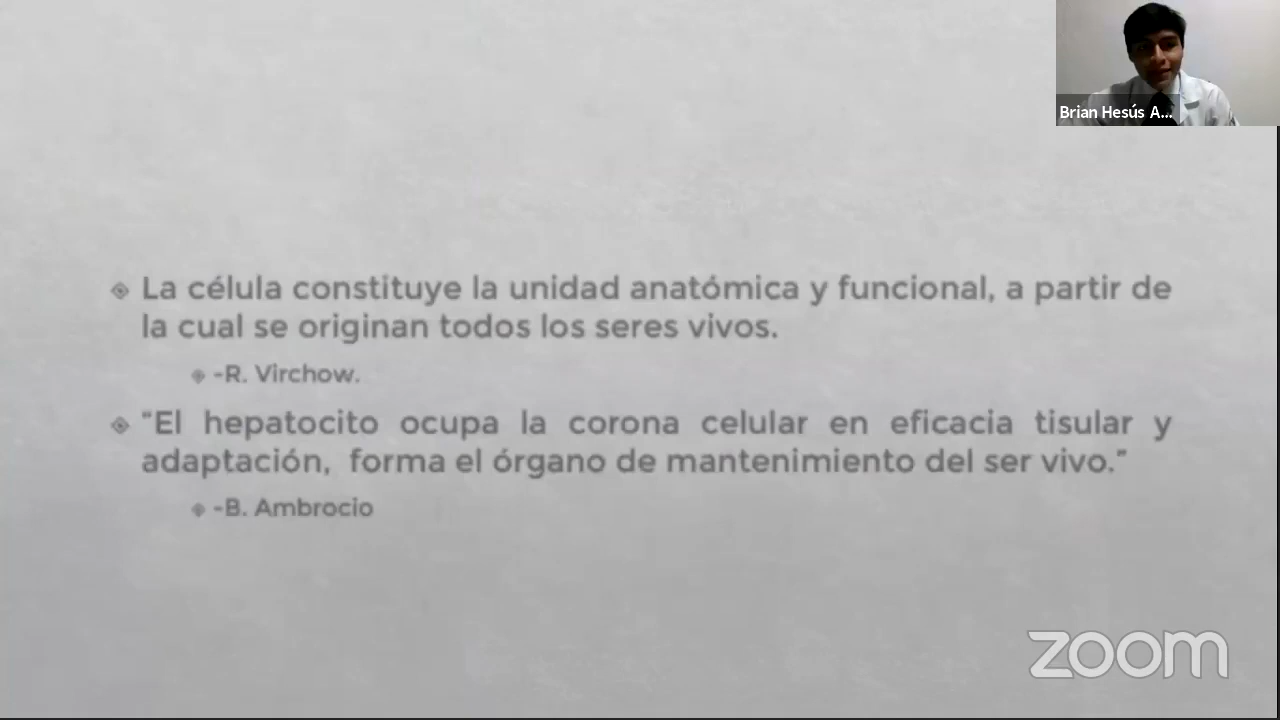 Brian Hesús A...
La célula constituye la unidad anatómica y funcional, a partir de
la cual se originan todos los seres vivos.
-R. Virchow.
"El hepatocito ocupa la corona celular en eficacia tisular y
adaptación, forma el órgano de mantenimiento del ser vivo."
-B. Ambrocio
zoom